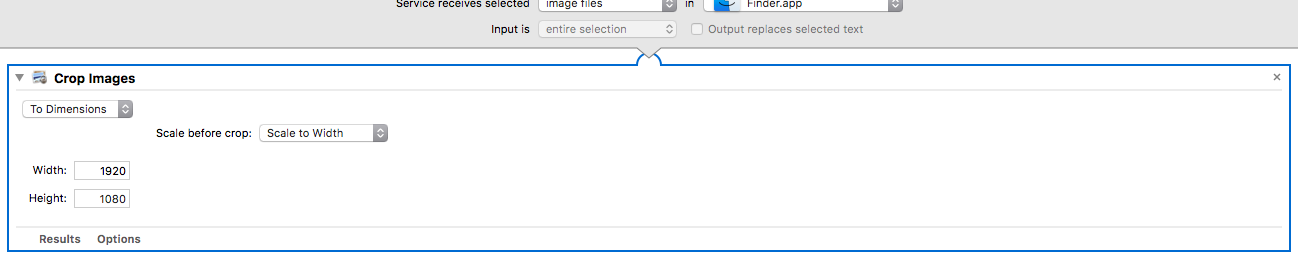 Service receives selected image files in Finder.app
Input is entire selection Output replaces selected text
Crop Images
To Dimensions
Scale before crop: Scale to Width
Width: 1920
Height: 1080
Results Options